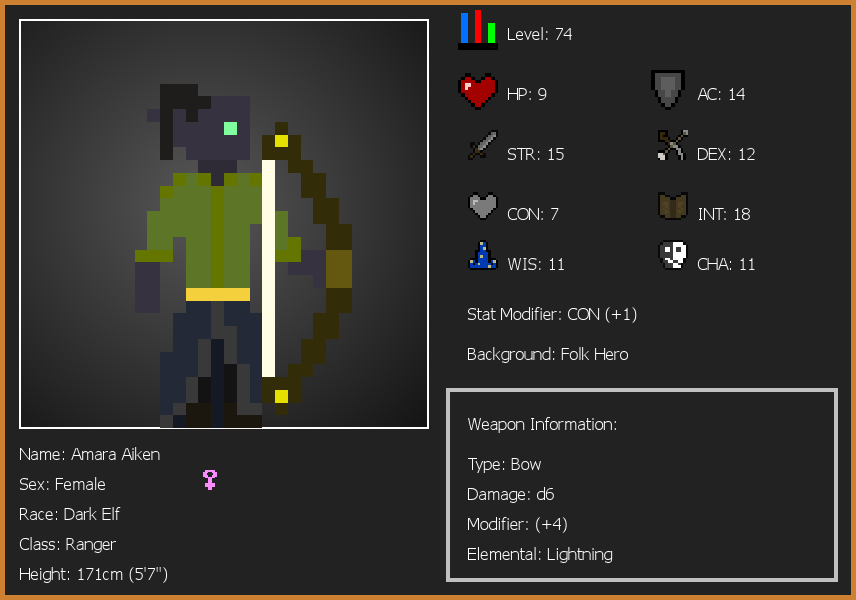 Level: 74
HP: 9
AC: 14
STR: 15
DEX: 12
CON: 7
INT: 18
WIS: 11
CHA: 11
Stat Modifier: CON (+1)
Background: Folk Hero
Weapon Information:
Type: Bow
Damage: d6
Modifier: (+4)
Elemental: Lightning
Name: Amara Aiken
Sex: Female
Race: Dark Elf
Class: Ranger
Height: 171cm (5'7")